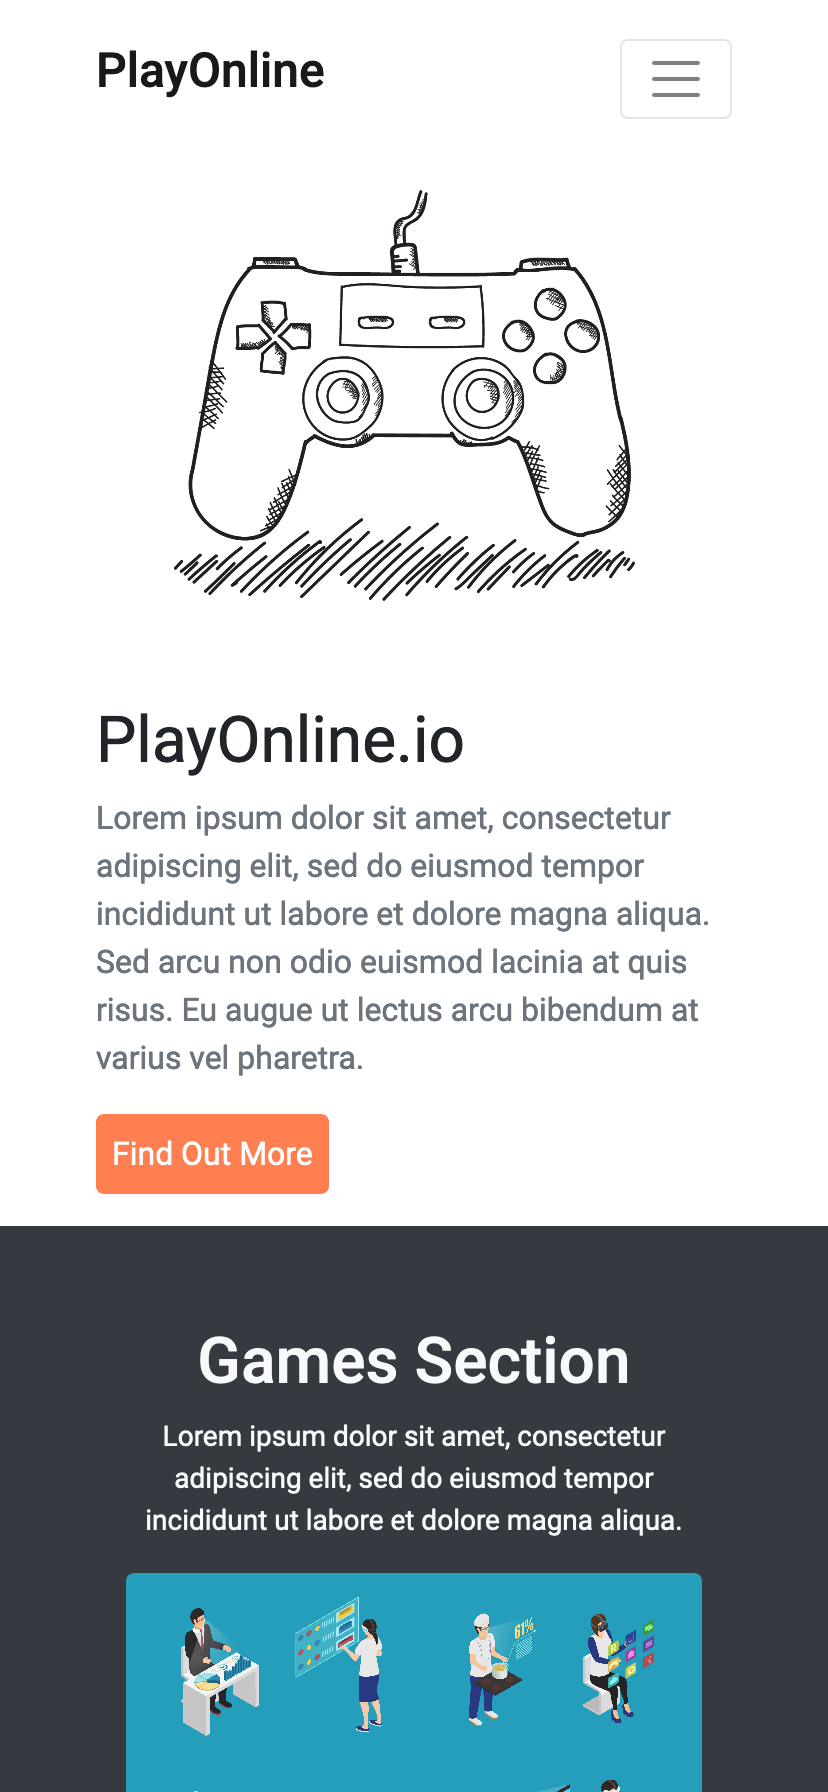 PlayOnline
PlayOnline.io
Lorem ipsum dolor sit amet, consectetur
adipiscing elit, sed do eiusmod tempor
incididunt ut labore et dolore magna aliqua.
Sed arcu non odio euismod lacinia at quis
risus. Eu augue ut lectus arcu bibendum at
varius vel pharetra.
Find Out More
Games Section
Lorem ipsum dolor sit amet, consectetur
adipiscing elit, sed do eiusmod tempor
incididunt ut labore et dolore magna aliqua.
61%